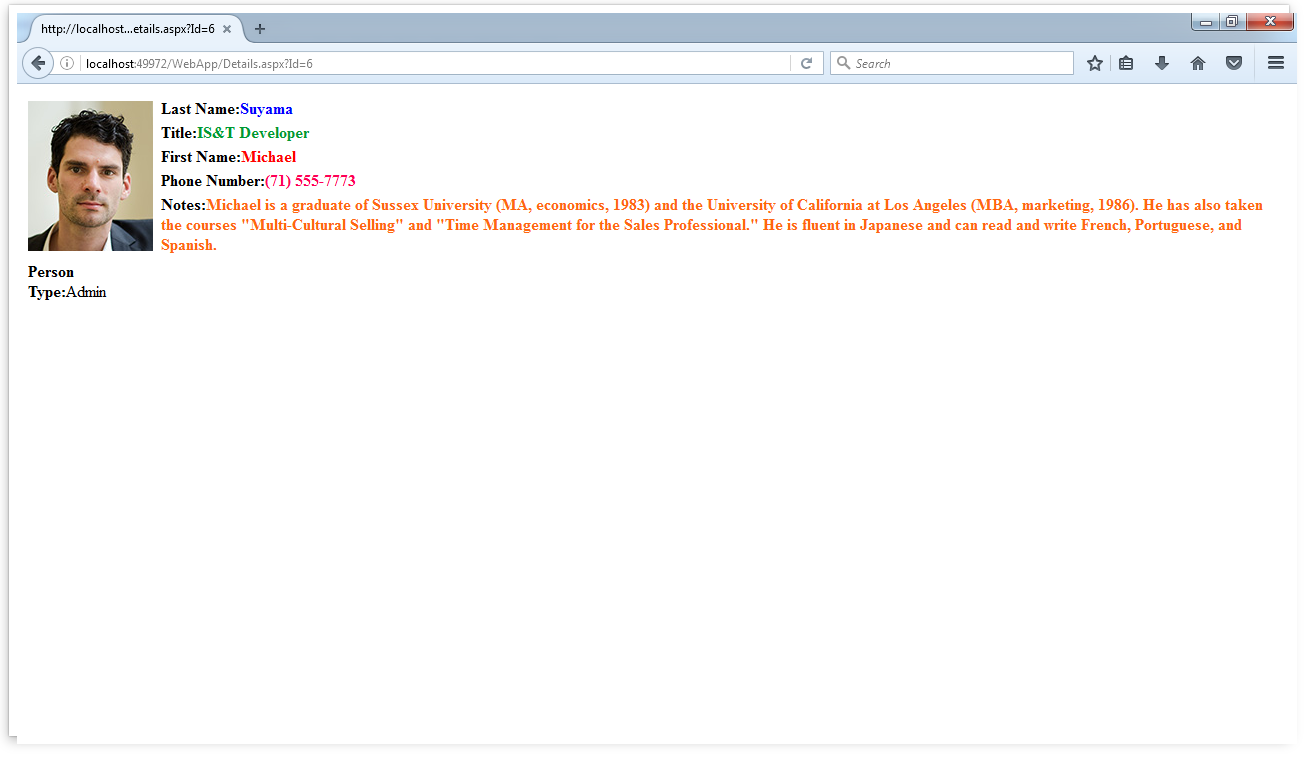 http://localhost...etails.aspx?Id=6
localhost:49972/WebApp/Details.aspx?Id=6
Search
Last Name:Suyama
Title:IS&T Developer
First Name:Michael
Phone Number:(71) 555-7773
Notes:Michael is a graduate of Sussex University (MA, economics, 1983) and the University of California at Los Angeles (MBA, marketing, 1986). He has also taken
the courses "Multi-Cultural Selling" and "Time Management for the Sales Professional." He is fluent in Japanese and can read and write French, Portuguese, and
Spanish.
Person
Type:Admin